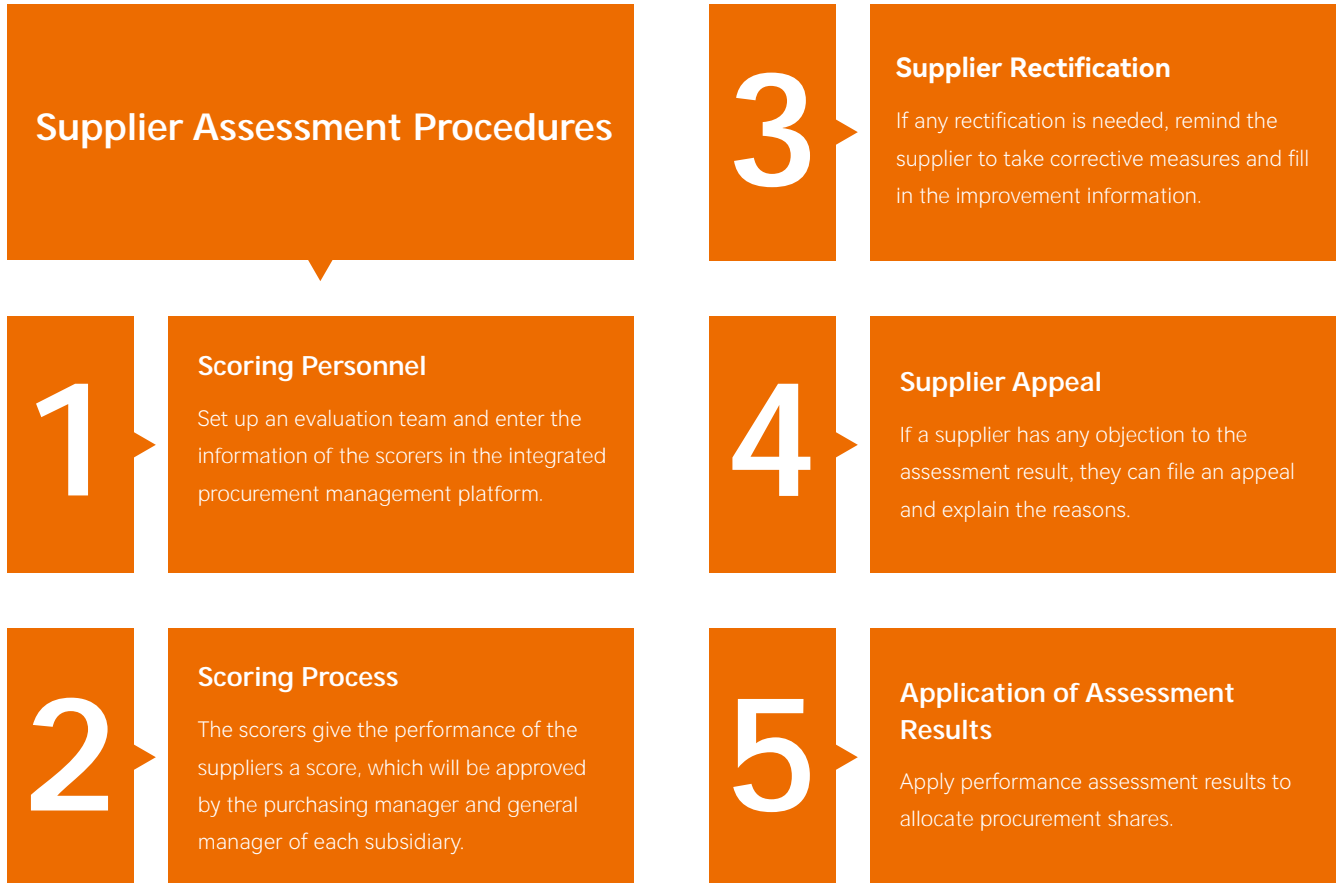 Supplier Assessment Procedures
1
Scoring Personnel
Set up an evaluation team and enter the
information of the scorers in the integrated
procurement management platform.
2
Scoring Process
The scorers give the performance of the
suppliers a score, which will be approved
by the purchasing manager and general
manager of each subsidiary.
3
Supplier Rectification
If any rectification is needed, remind the
supplier to take corrective measures and fill
in the improvement information.
4
Supplier Appeal
If a supplier has any objection to the
assessment result, they can file an appeal
and explain the reasons.
5
Application of Assessment
Results
Apply performance assessment results to
allocate procurement shares.